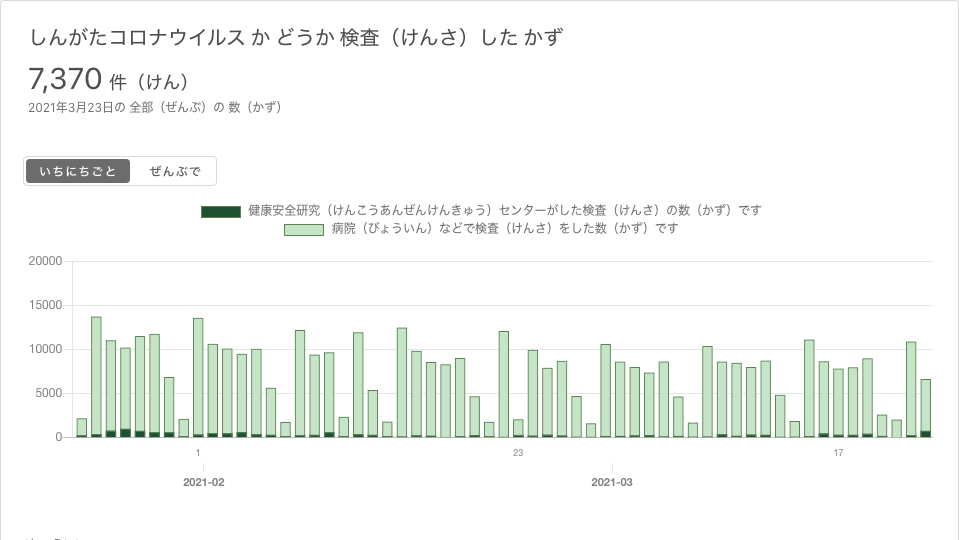 しんがたコロナウイルス か どうか 検査（けんさ）した かず
7,370 件（けん）
2021年3月23日の 全部（ぜんぶ）の 数（かず）
いちにちごと ぜんぶで
健康安全研究（けんこうあんぜんけんきゅう）センターがした検査（けんさ）の数（かず）です
病院（びょういん）などで検査（けんさ）をした数（かず）です
20000
15000
10000
5000
0
1 23 17
2021-02 2021-03